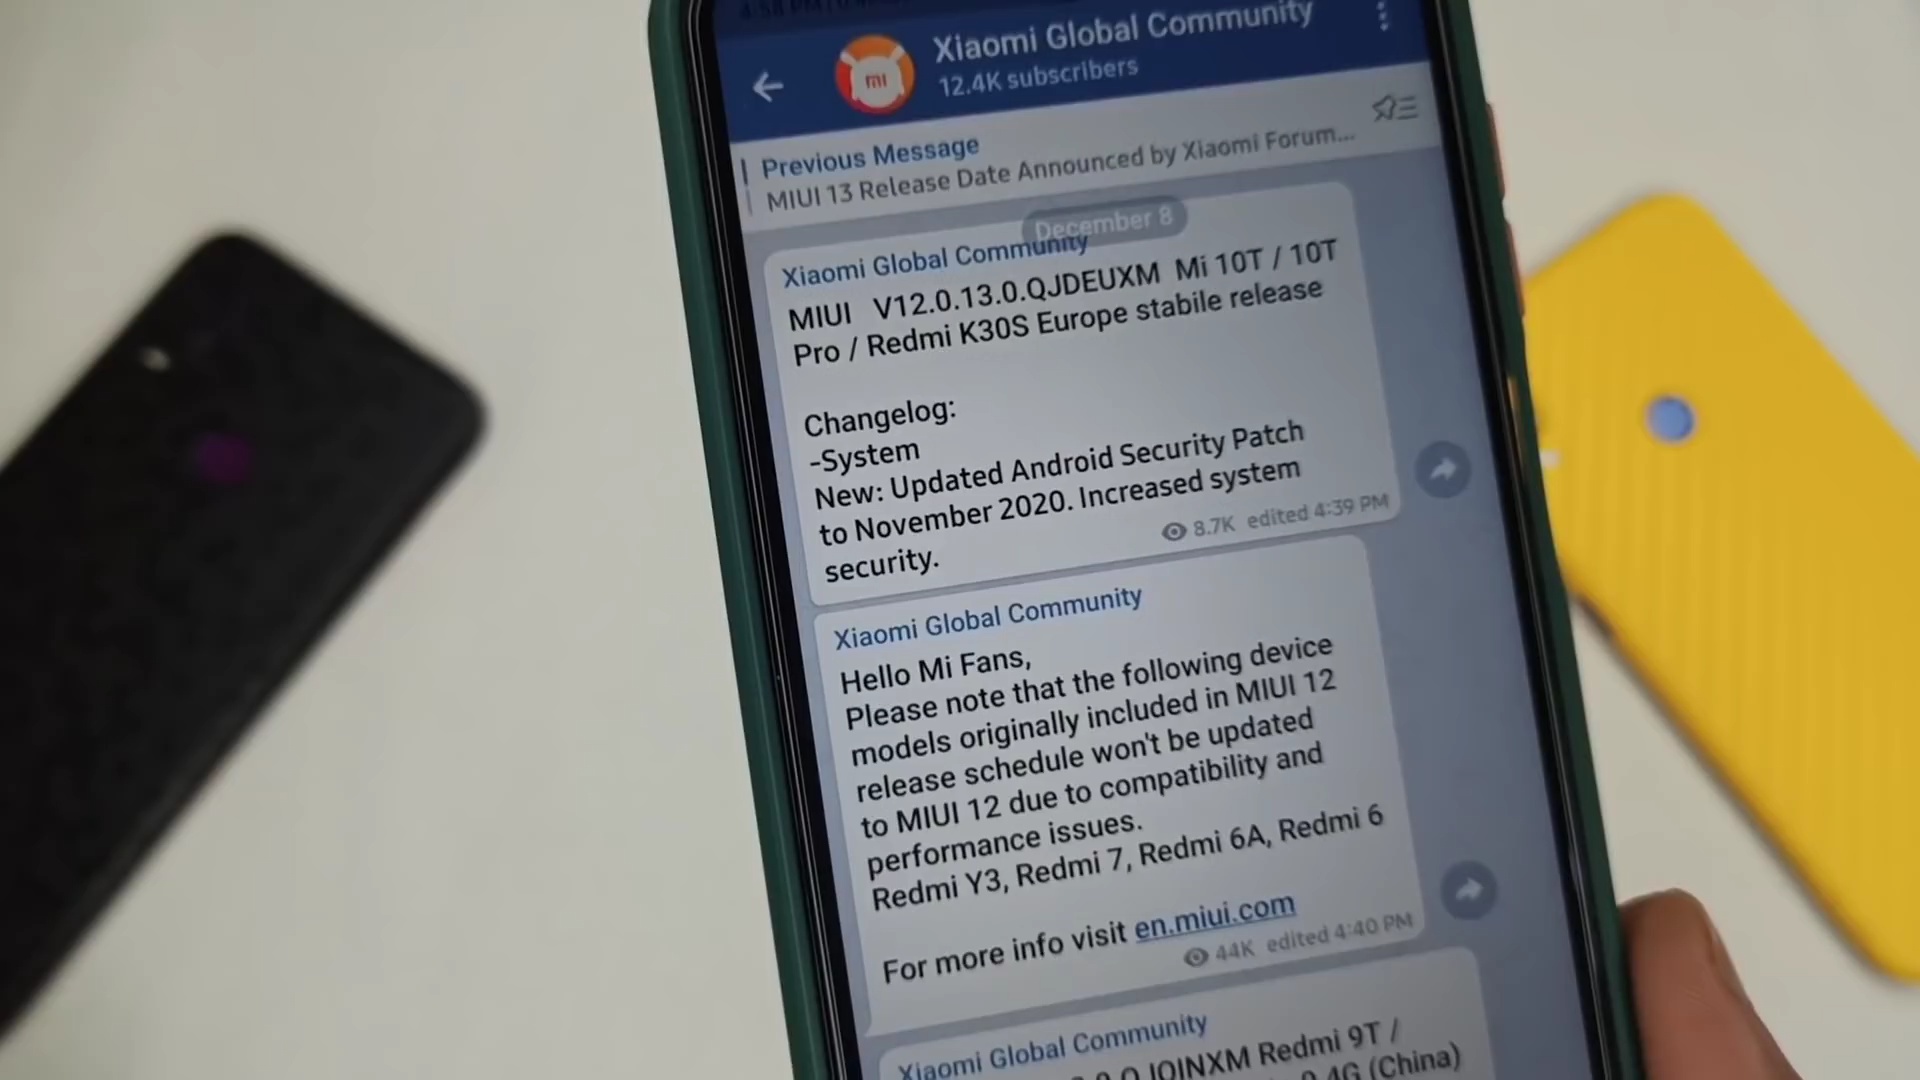 Xiaomi Global Community
mi
12.4K subscribers
Previous Message
MIUI 13 Release Date Announced by Xiaomi Forum...
December 8
Xiaomi Global Community
MIUI V12.0.13.0.QJDEUXM Mi 10T / 10T
Pro / Redmi K30S Europe stabile release
Changelog:
-System
New: Updated Android Security Patch
to November 2020. Increased system
security.
8.7K edited 4:39 PM
Xiaomi Global Community
Hello Mi Fans,
Please note that the following device
models originally included in MIUI 12
release schedule won't be updated
to MIUI 12 due to compatibility and
performance issues.
Redmi Y3, Redmi 7, Redmi 6A, Redmi 6
For more info visit en.miui.com
44K edited 4:40 PM
Xiaomi Global Community
Redmi 9T /
4G (China)